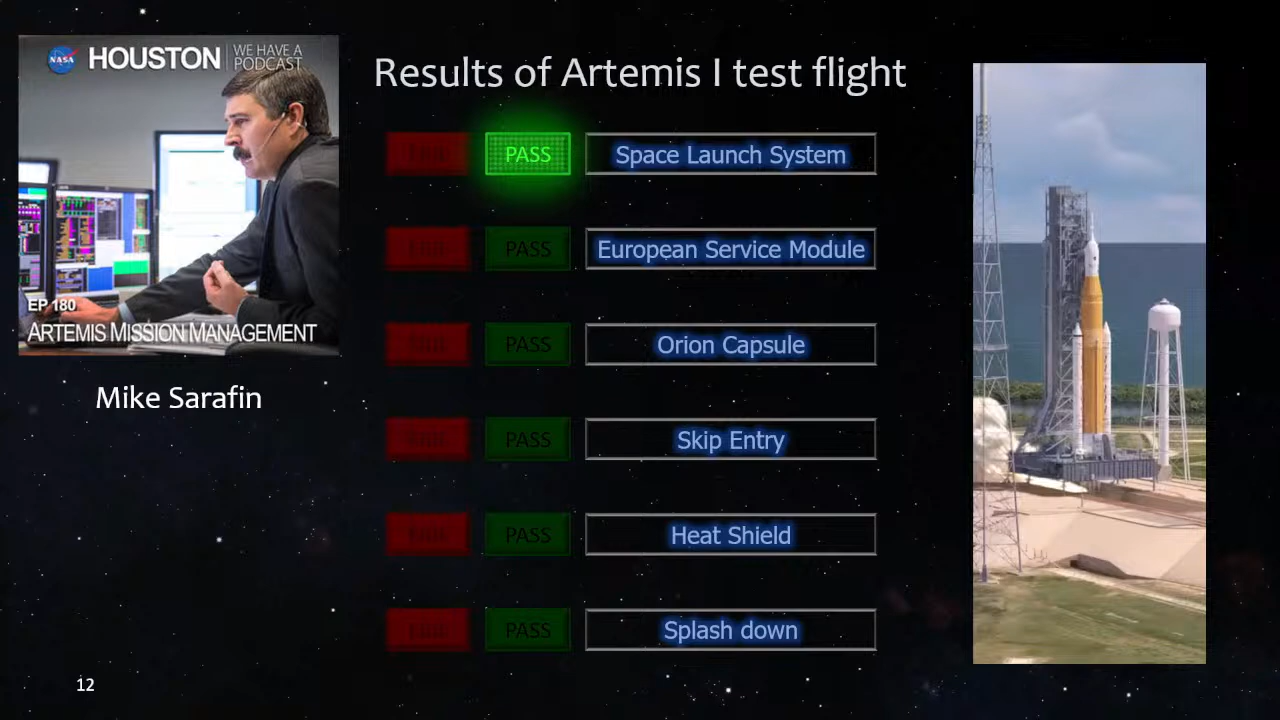 NASA
HOUSTON WE HAVE A PODCAST
EP 180
ARTEMIS MISSION MANAGEMENT
Mike Sarafin
Results of Artemis I test flight
PASS Space Launch System
PASS European Service Module
PASS Orion Capsule
PASS Skip Entry
PASS Heat Shield
PASS Splash down
12